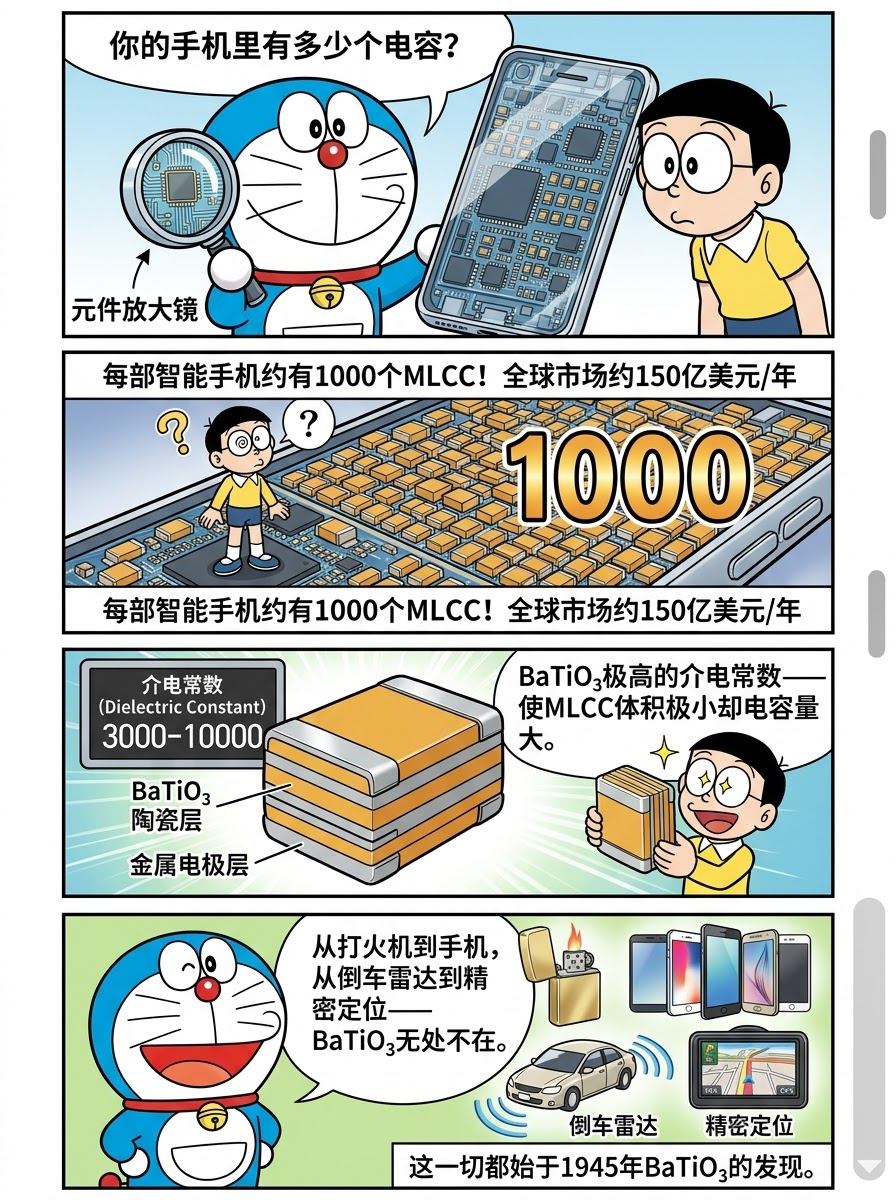 你的手机里有多少个电容？
元件放大镜
每部智能手机约有1000个MLCC！全球市场约150亿美元/年
?
?
1000
每部智能手机约有1000个MLCC！全球市场约150亿美元/年
介电常数
(Dielectric Constant)
3000-10000
BaTiO₃极高的介电常数——
使MLCC体积极小却电容量
大。
BaTiO₃
陶瓷层
金属电极层
从打火机到手机，
从倒车雷达到精
密定位——
BaTiO₃无处不在。
倒车雷达
精密定位
这一切都始于1945年BaTiO₃的发现。